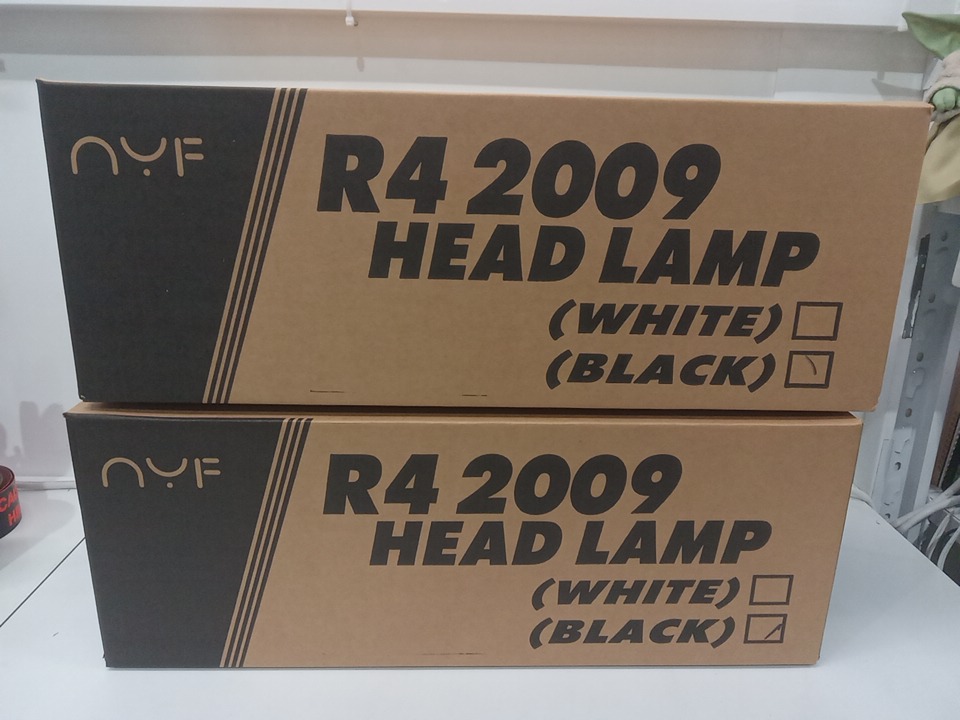 NYF
R4 2009
HEAD LAMP
(WHITE)
(BLACK)
NYF
R4 2009
HEAD LAMP
(WHITE)
(BLACK)